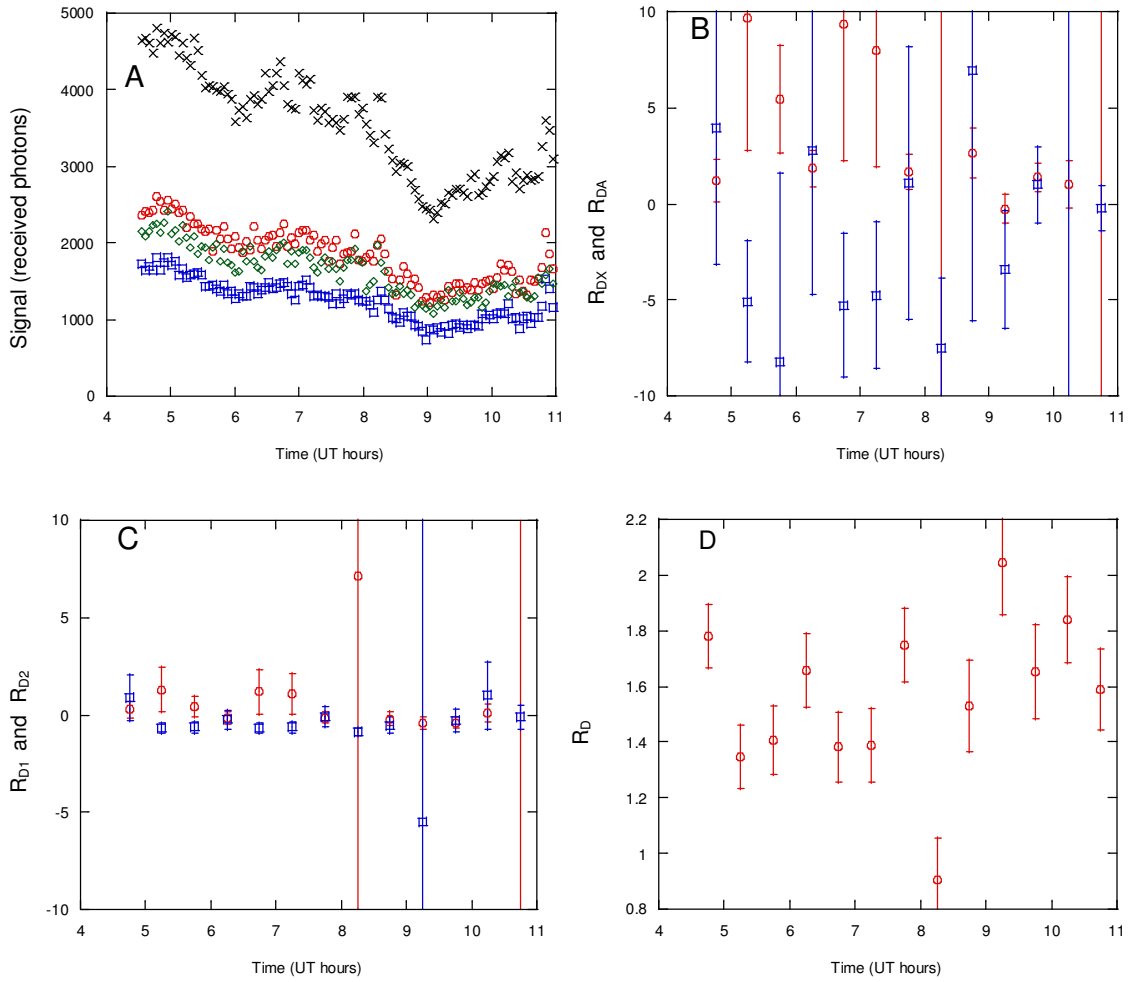 A
Signal (received photons)
5000
4000
3000
2000
1000
0
4 5 6 7 8 9 10 11
Time (UT hours)
B
R_DX and R_DA
10
5
0
-5
-10
4 5 6 7 8 9 10 11
Time (UT hours)
C
R_D1 and R_D2
10
5
0
-5
-10
4 5 6 7 8 9 10 11
Time (UT hours)
D
R_D
2.2
2
1.8
1.6
1.4
1.2
1
0.8
4 5 6 7 8 9 10 11
Time (UT hours)